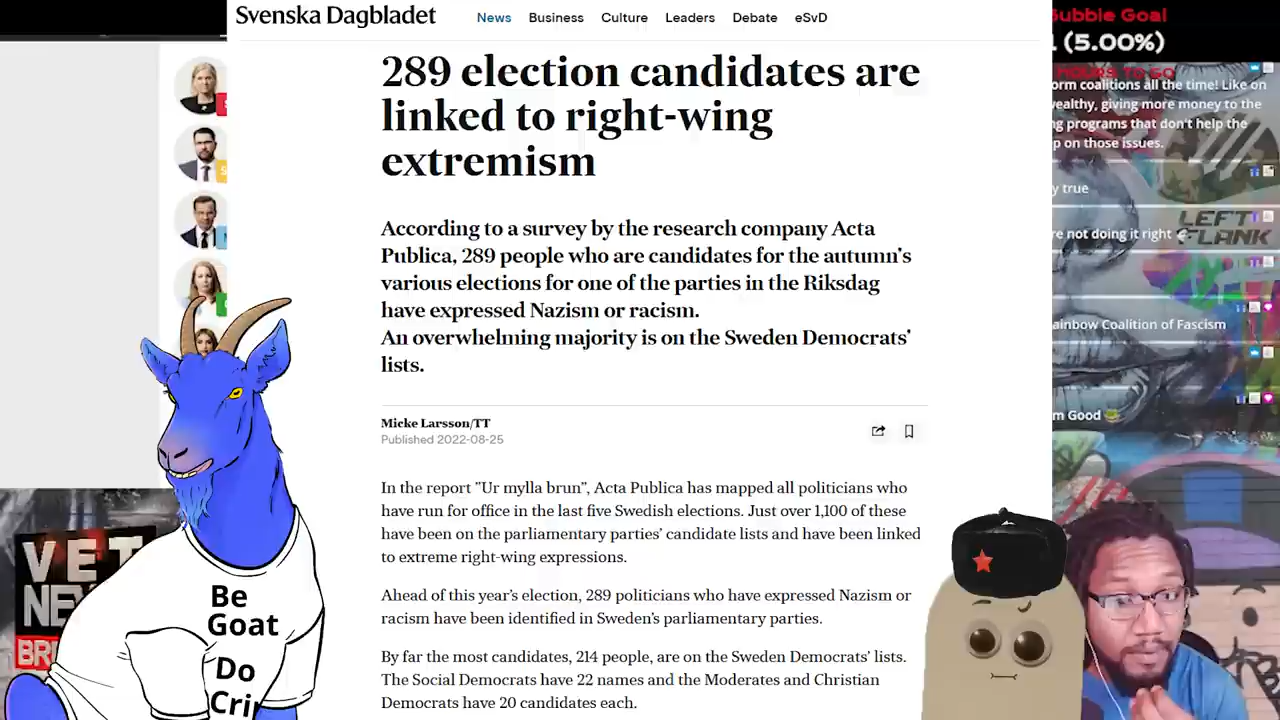 Svenska Dagbladet
News Business Culture Leaders Debate eSvD
289 election candidates are
linked to right-wing
extremism
According to a survey by the research company Acta
Publica, 289 people who are candidates for the autumn's
various elections for one of the parties in the Riksdag
have expressed Nazism or racism.
An overwhelming majority is on the Sweden Democrats'
lists.
Micke Larsson/TT
Published 2022-08-25
In the report "Ur mylla brun", Acta Publica has mapped all politicians who
have run for office in the last five Swedish elections. Just over 1,100 of these
have been on the parliamentary parties' candidate lists and have been linked
to extreme right-wing expressions.
Ahead of this year's election, 289 politicians who have expressed Nazism or
racism have been identified in Sweden's parliamentary parties.
By far the most candidates, 214 people, are on the Sweden Democrats' lists.
The Social Democrats have 22 names and the Moderates and Christian
Democrats have 20 candidates each.
Bubble Goal
(5.00%)
HOURS TO GO
orm coalitions all the time! Like on
ealthy, giving more money to the
g programs that don't help the
p on those issues.
y true
LEFT
FLANK
re not doing it right
ainbow Coalition of Fascism
m Good
VET
NE
BR
Be
Goat
Do
Cri